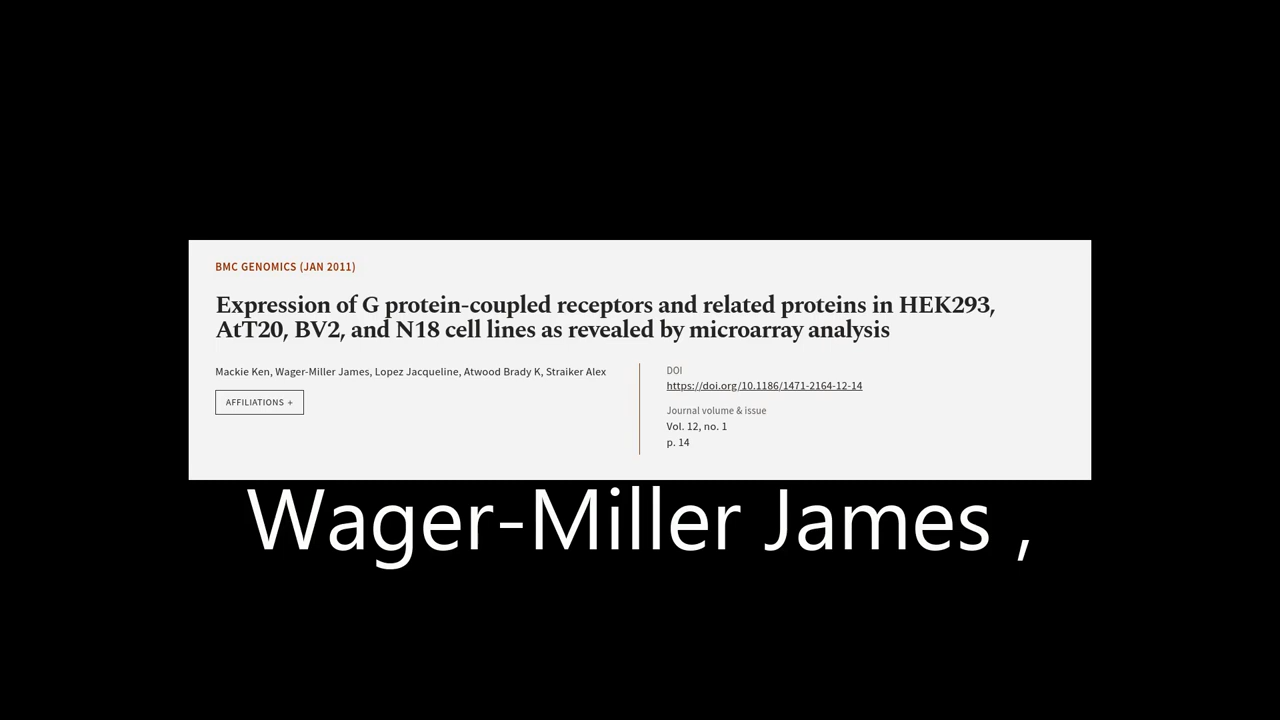 BMC GENOMICS (JAN 2011)
Expression of G protein-coupled receptors and related proteins in HEK293,
AtT20, BV2, and N18 cell lines as revealed by microarray analysis
Mackie Ken, Wager-Miller James, Lopez Jacqueline, Atwood Brady K, Straiker Alex
AFFILIATIONS +
DOI
https://doi.org/10.1186/1471-2164-12-14
Journal volume & issue
Vol. 12, no. 1
p. 14
Wager-Miller James ,